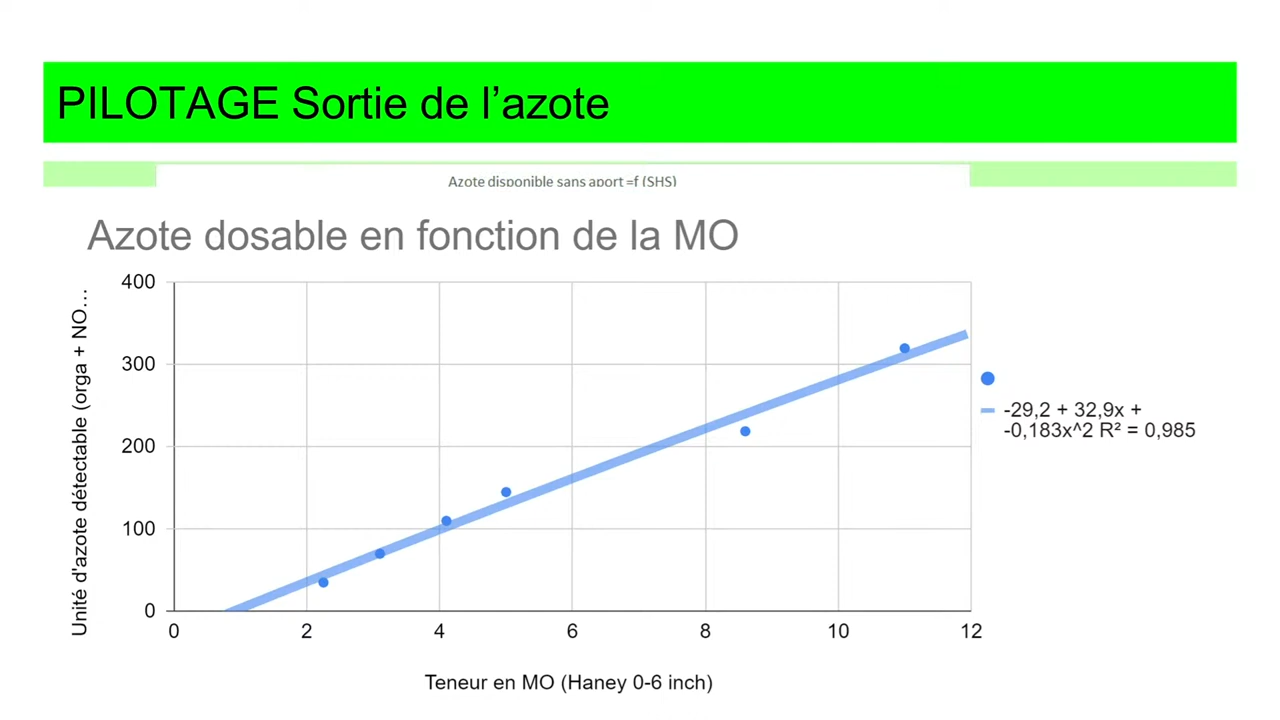 PILOTAGE Sortie de l’azote
Azote disponible sans aport =f (SHS)
Azote dosable en fonction de la MO
Unité d'azote détectable (orga + NO…
400
300
200
100
0
0 2 4 6 8 10 12
-29,2 + 32,9x +
-0,183x^2 R² = 0,985
Teneur en MO (Haney 0-6 inch)